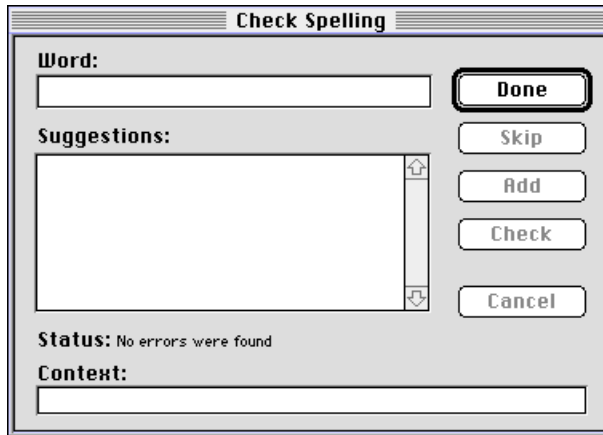 Check Spelling
Word:
Done
Suggestions:
Skip
Add
Check
Cancel
Status: No errors were found
Context: